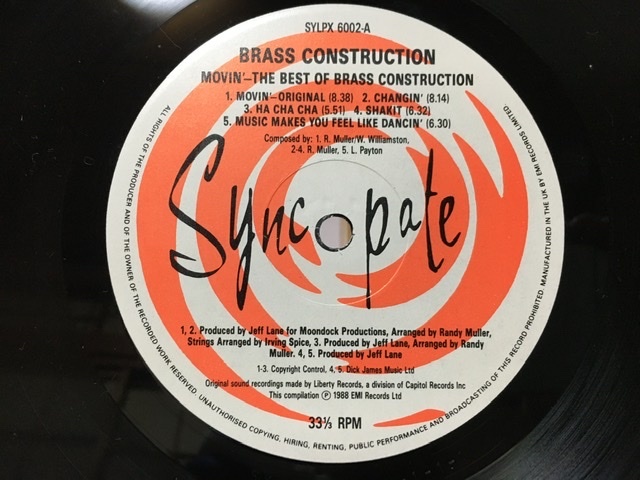 SYLPX 6002-A
BRASS CONSTRUCTION
MOVIN'–THE BEST OF BRASS CONSTRUCTION
1. MOVIN'–ORIGINAL (8.38) 2. CHANGIN' (8.14)
3. HA CHA CHA (5.51) 4. SHAKIT (6.32)
5. MUSIC MAKES YOU FEEL LIKE DANCIN' (6.30)
Composed by: 1. R. Muller/W. Williamston,
2-4. R. Muller, 5. L. Payton
Syncopate
1, 2. Produced by Jeff Lane for Moondock Productions, Arranged by Randy Muller,
Strings Arranged by Irving Spice, 3. Produced by Jeff Lane, Arranged by Randy
Muller. 4, 5. Produced by Jeff Lane
1-3. Copyright Control, 4, 5. Dick James Music Ltd
Original sound recordings made by Liberty Records, a division of Capitol Records Inc
This compilation ℗ 1988 EMI Records Ltd
33⅓ RPM
ALL RIGHTS OF THE PRODUCER AND OF THE OWNER OF THE RECORDED WORK RESERVED. UNAUTHORISED COPYING, HIRING, RENTING, PUBLIC PERFORMANCE AND BROADCASTING OF THIS RECORD PROHIBITED. MANUFACTURED IN THE UK BY EMI RECORDS LIMITED